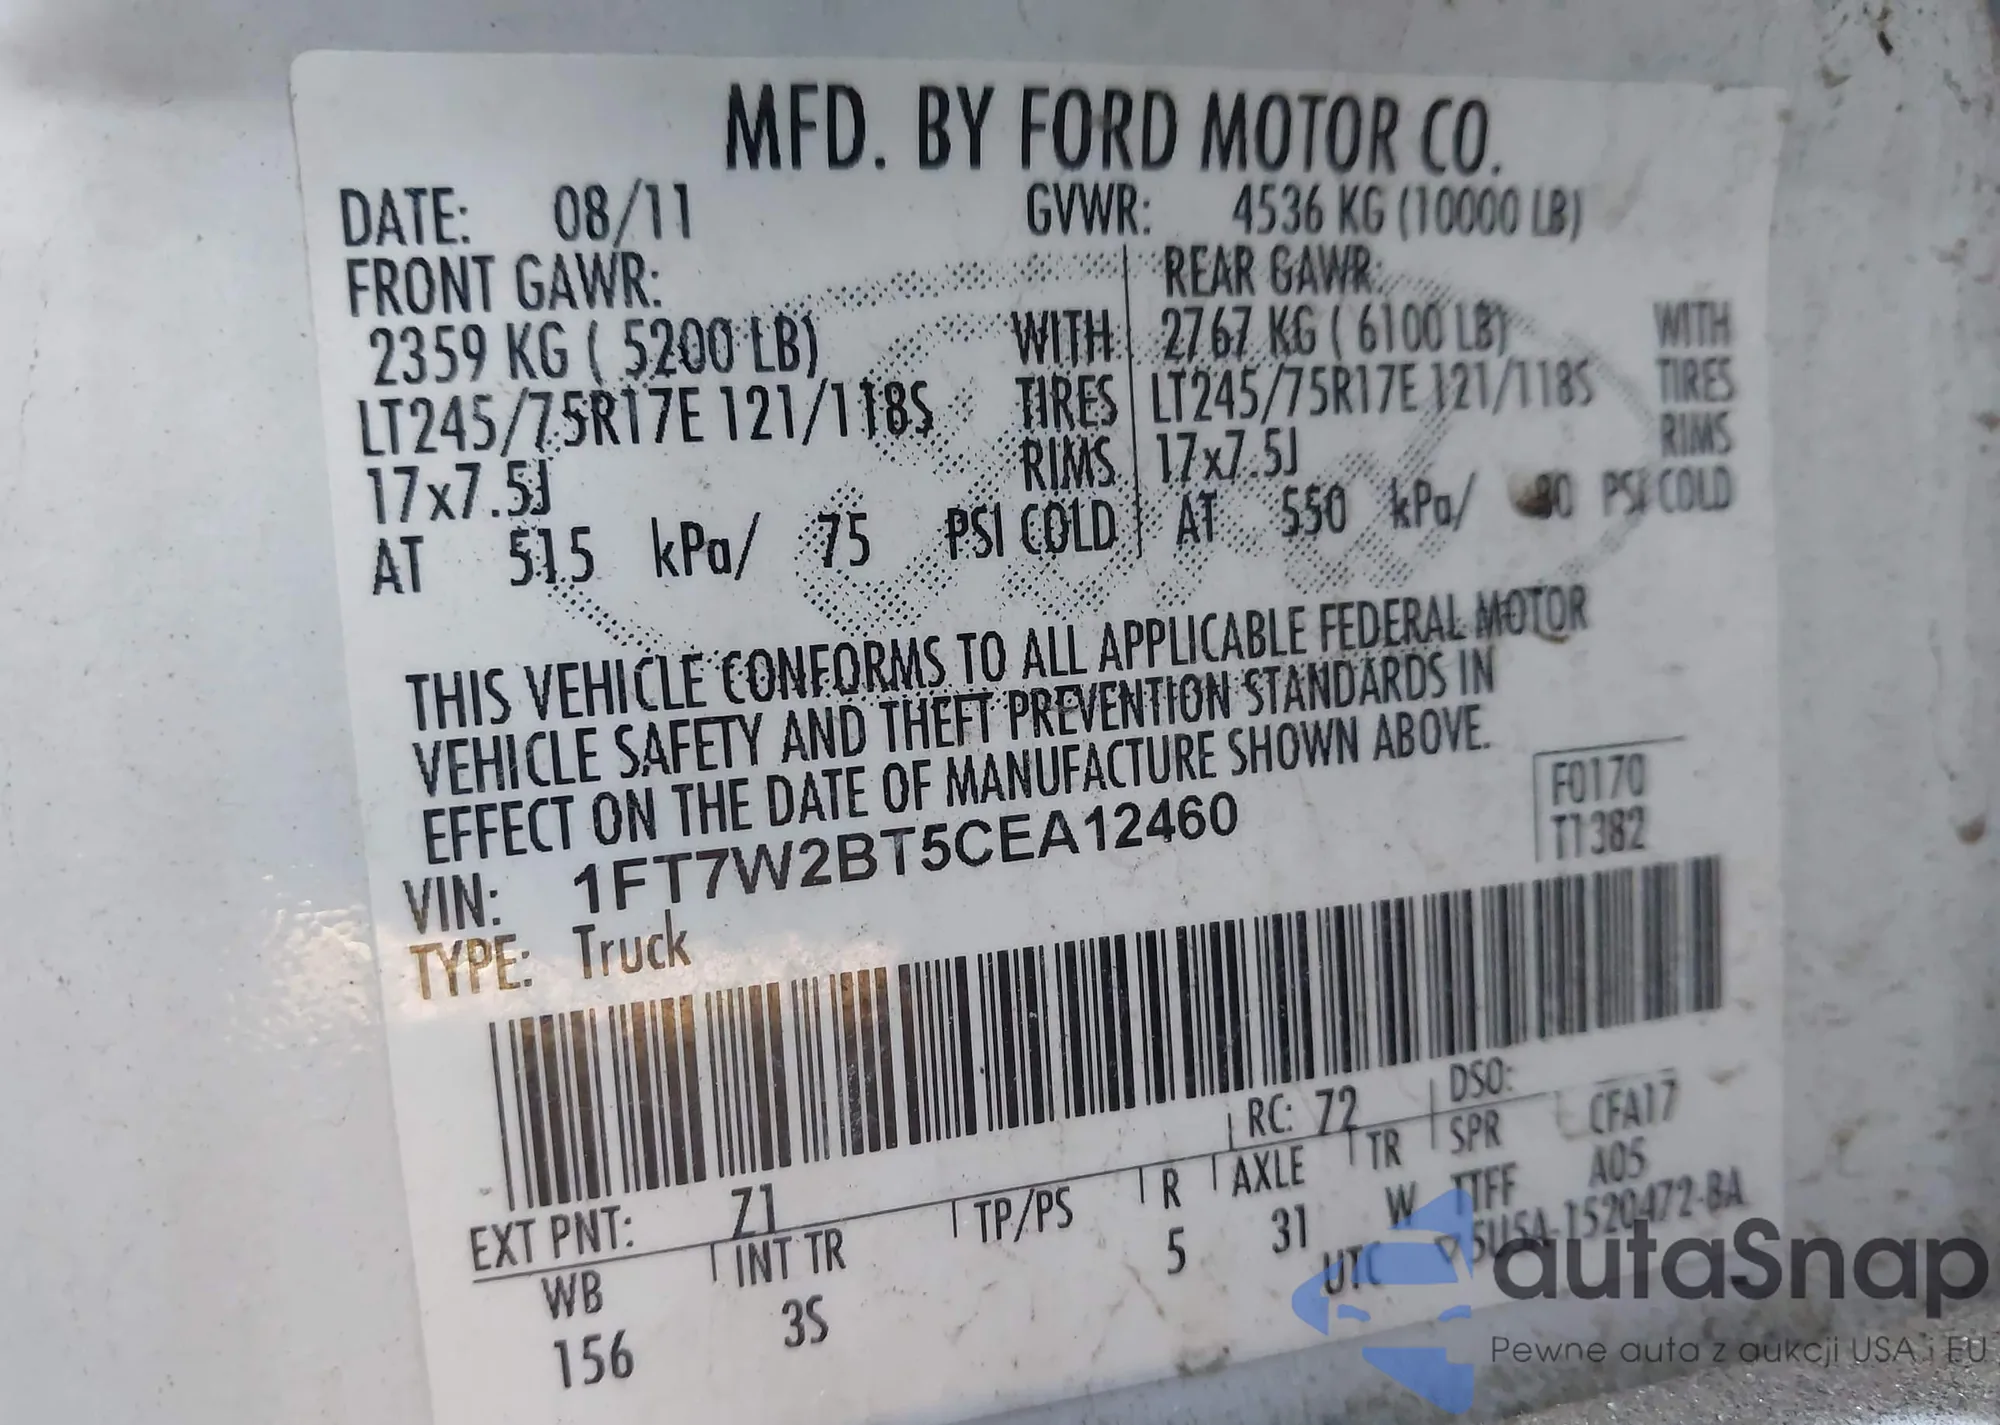 MFD. BY FORD MOTOR CO.
DATE: 08/11 GVWR: 4536 KG (10000 LB)
FRONT GAWR: REAR GAWR:
2359 KG ( 5200 LB) WITH 2767 KG ( 6100 LB) WITH
LT245/75R17E 121/118S TIRES LT245/75R17E 121/118S TIRES
17x7.5J RIMS 17x7.5J RIMS
AT 515 kPa/ 75 PSI COLD AT 550 kPa/ 80 PSI COLD
THIS VEHICLE CONFORMS TO ALL APPLICABLE FEDERAL MOTOR
VEHICLE SAFETY AND THEFT PREVENTION STANDARDS IN
EFFECT ON THE DATE OF MANUFACTURE SHOWN ABOVE.
F0170
VIN: 1FT7W2BT5CEA12460
T1382
TYPE: Truck
RC: 72 DSO:
EXT PNT: Z1 CFA17
WB INT TR TP/PS R AXLE TR SPR A05
156 3S 5 31 W TTFF
UTC 5USA-1520472-BA
autaSnap
Pewne auta z aukcji USA i EU